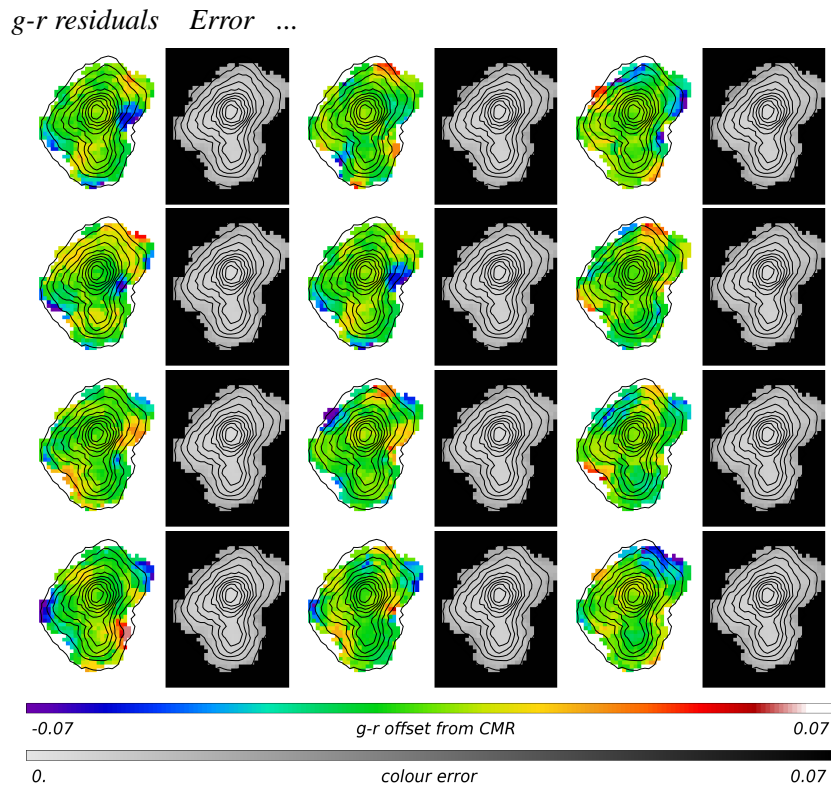 g-r residuals Error ...
-0.07 g-r offset from CMR 0.07
0. colour error 0.07